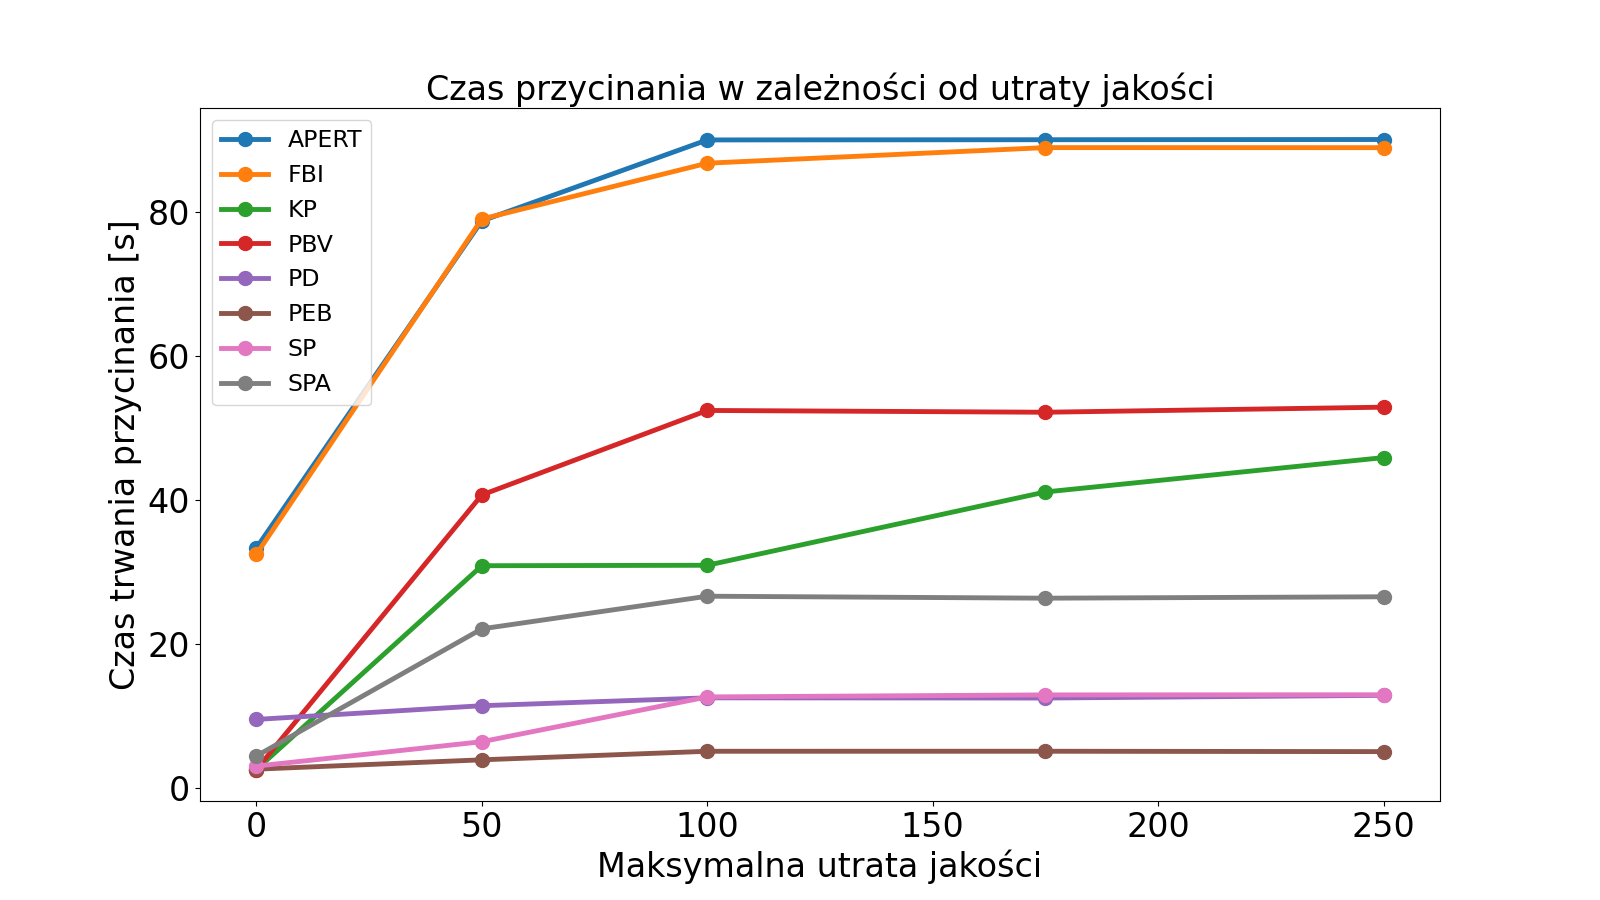 Czas przycinania w zależności od utraty jakości
APERT
FBI
KP
PBV
PD
PEB
SP
SPA
Czas trwania przycinania [s]
80
60
40
20
0
0 50 100 150 200 250
Maksymalna utrata jakości